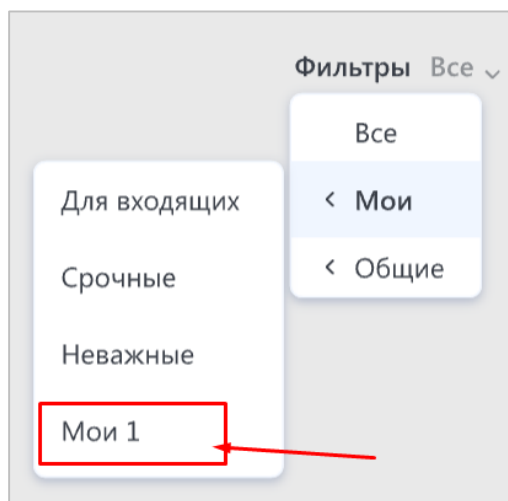 Фильтры Все
Все
Мои
Общие
Для входящих
Срочные
Неважные
Мои 1